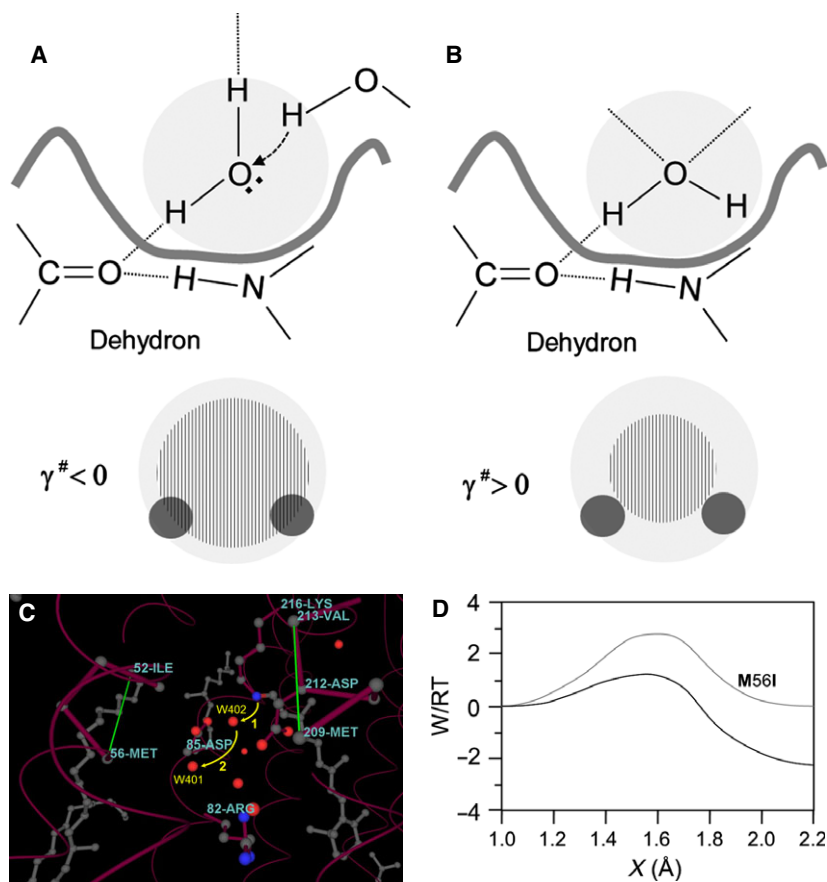 A
H
O
H
O
H
C=O
H
N
Dehydron
γ# < 0
B
O
H
H
C=O
H
N
Dehydron
γ# > 0
C
216-LYS
213-VAL
52-ILE
212-ASP
W402
1
85-ASP
209-MET
56-MET
2
W401
82-ARG
D
4
2
0
−2
−4
W/RT
M56I
1.0 1.2 1.4 1.6 1.8 2.0 2.2
X (Å)